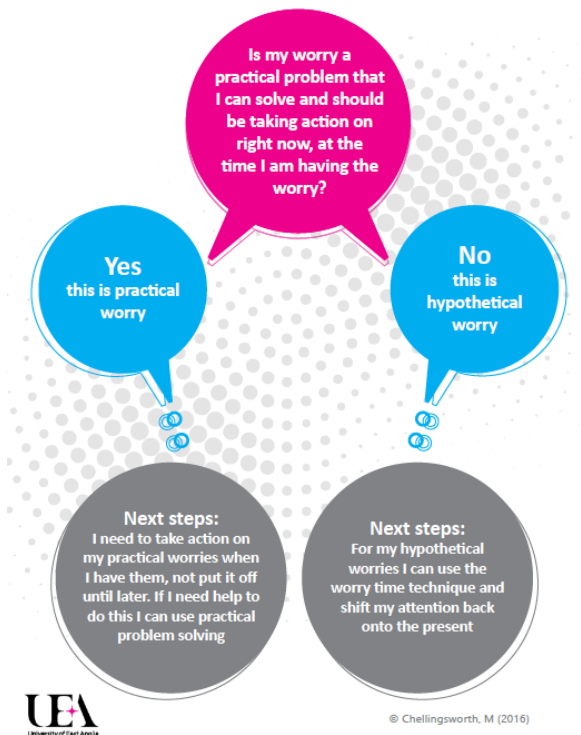 Is my worry a
practical problem that
I can solve and should
be taking action on
right now, at the
time I am having the
worry?
Yes
this is practical
worry
No
this is
hypothetical
worry
Next steps:
I need to take action on
my practical worries when
I have them, not put it off
until later. If I need help to
do this I can use practical
problem solving
Next steps:
For my hypothetical
worries I can use the
worry time technique and
shift my attention back
onto the present
UEA
University of East Anglia
© Chellingsworth, M (2016)